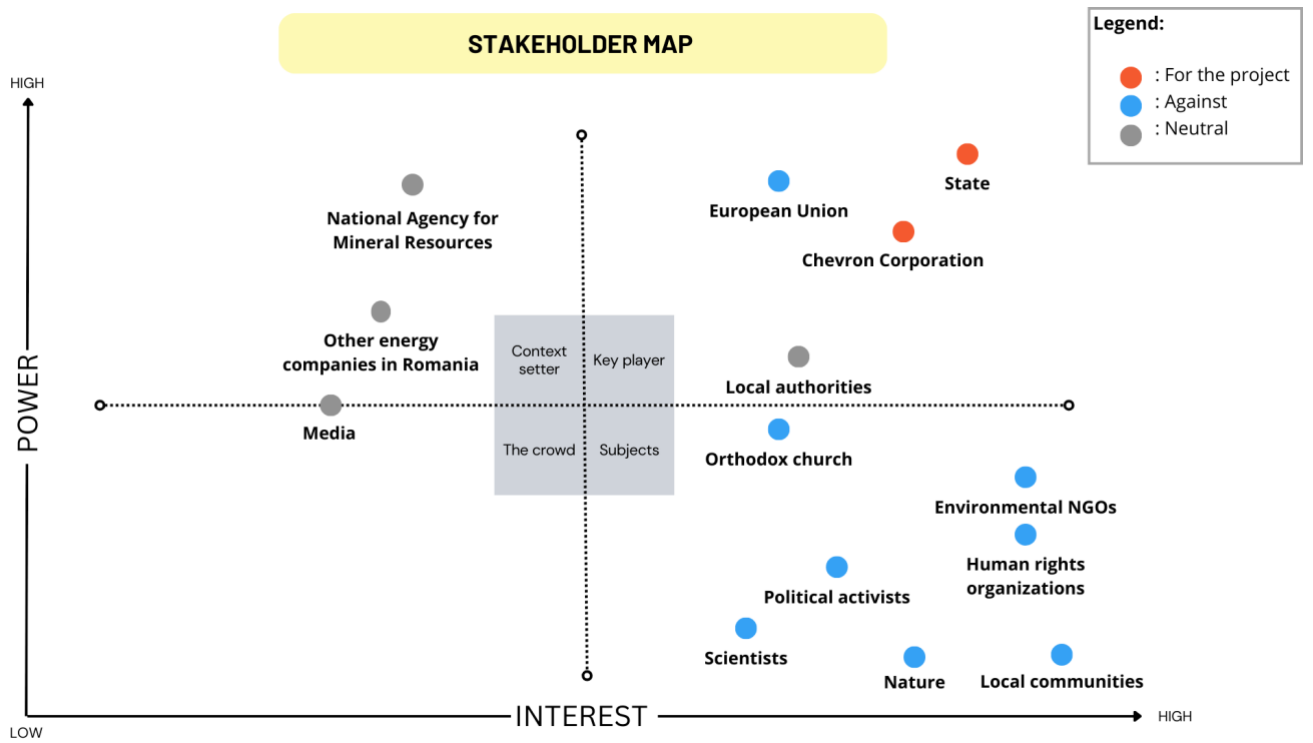 STAKEHOLDER MAP
Legend:
: For the project
: Against
: Neutral
HIGH
POWER
LOW
INTEREST
HIGH
National Agency for
Mineral Resources
European Union
State
Chevron Corporation
Other energy
companies in Romania
Context
setter
Key player
Local authorities
Media
The crowd
Subjects
Orthodox church
Environmental NGOs
Human rights
organizations
Political activists
Scientists
Nature
Local communities